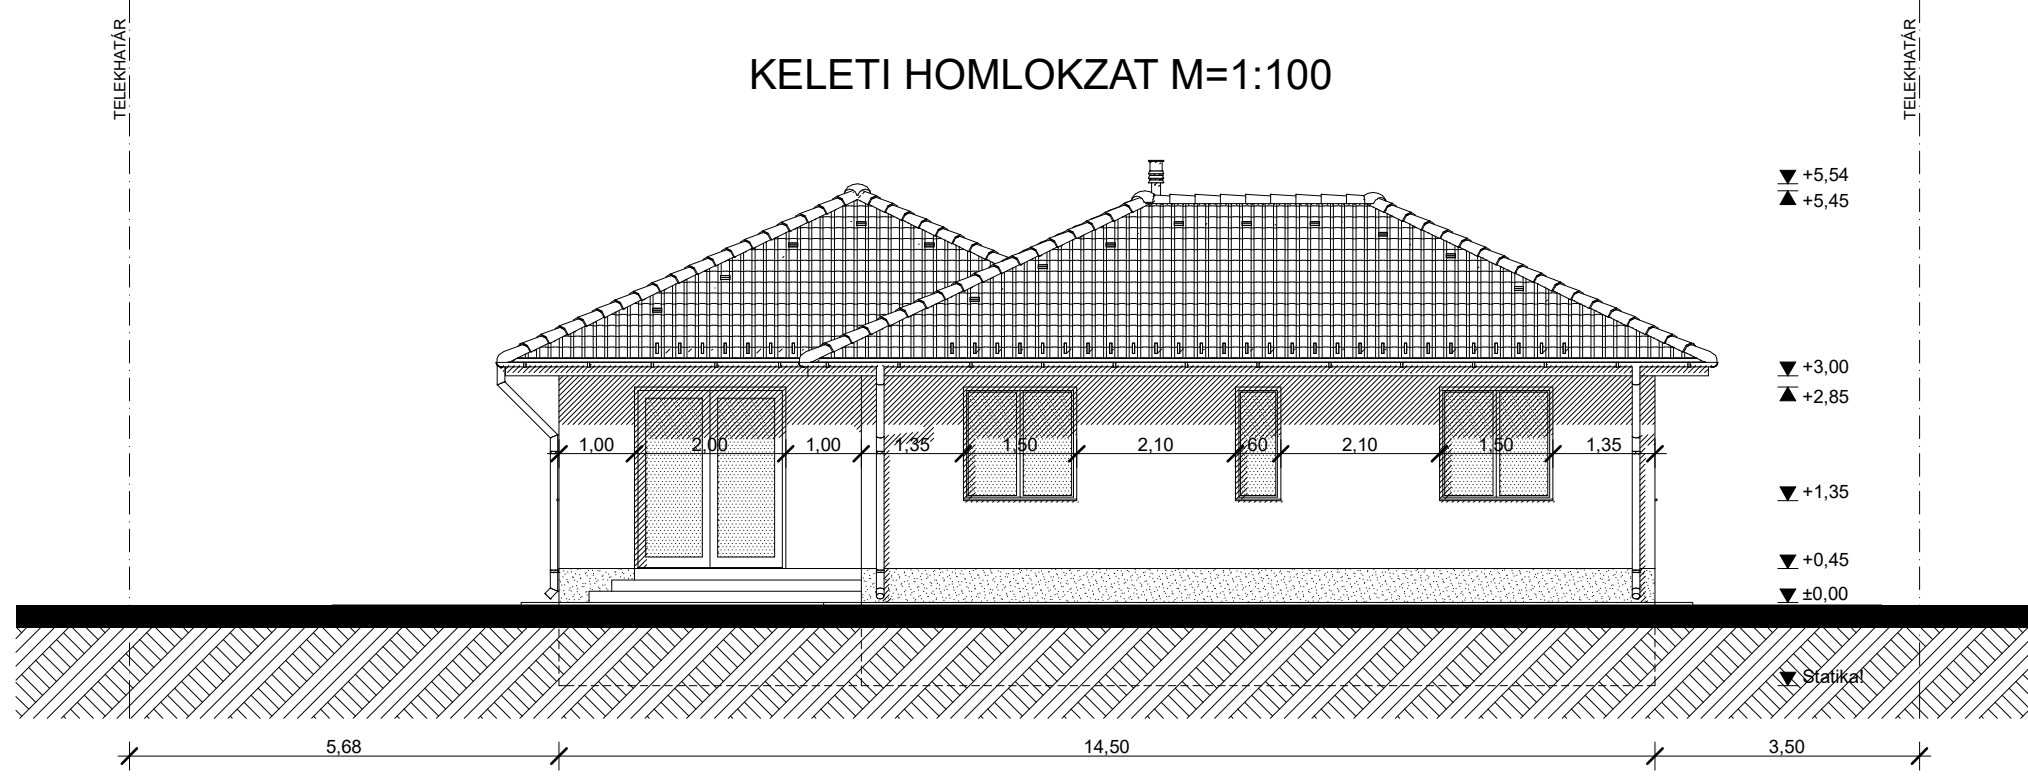 TELEKHATÁR
TELEKHATÁR
KELETI HOMLOKZAT M=1:100
+5,54
+5,45
+3,00
+2,85
1,00 2,00 1,00 1,35 1,50 2,10 60 2,10 1,50 1,35
+1,35
+0,45
±0,00
Statika!
5,68 14,50 3,50